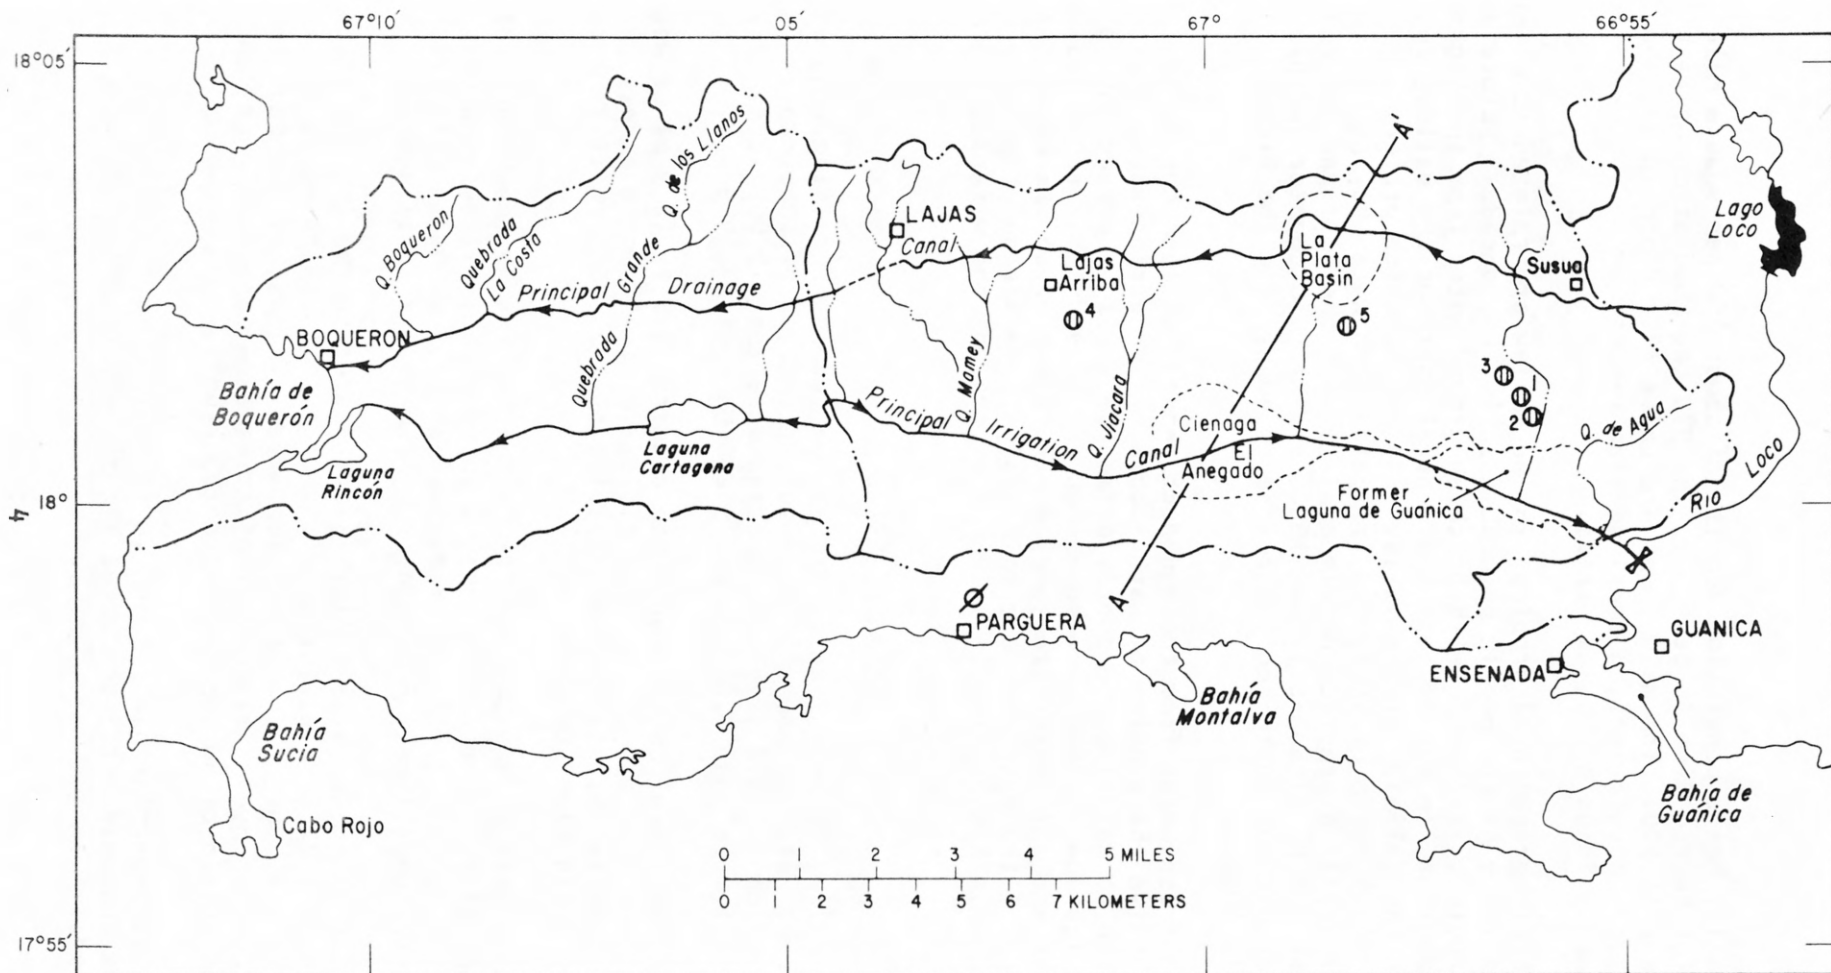 67°10′ 05′ 67° 66°55′
18°05′
A′
Q. de los Llanos
Q. Boqueron
Quebrada
La Costa
LAJAS
Canal
Lajas
Arriba
La
Plata
Basin
Susua
Lago
Loco
Principal Drainage
Quebrada Grande
4
5
BOQUERON
Bahía de
Boquerón
Q. Mamey
Q. Jiacara
3
1
2
Principal Irrigation Canal
Cienaga
El
Anegado
Q. de Agua
Laguna
Cartagena
Laguna
Rincón
18°
Former
Laguna de Guánica
RIO LOCO
4
A
PARGUERA
GUANICA
ENSENADA
Bahía
Montalva
Bahía
Sucia
Bahía de
Guánica
Cabo Rojo
0 1 2 3 4 5 MILES
0 1 2 3 4 5 6 7 KILOMETERS
17°55′